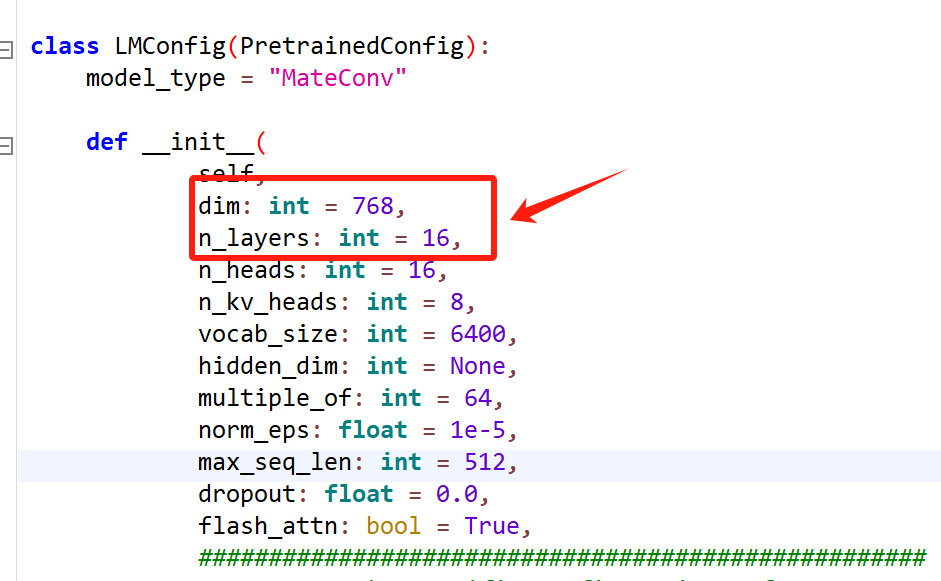 class LMConfig(PretrainedConfig):
model_type = "MateConv"
def __init__(
self,
dim: int = 768,
n_layers: int = 16,
n_heads: int = 16,
n_kv_heads: int = 8,
vocab_size: int = 6400,
hidden_dim: int = None,
multiple_of: int = 64,
norm_eps: float = 1e-5,
max_seq_len: int = 512,
dropout: float = 0.0,
flash_attn: bool = True,
####################################################